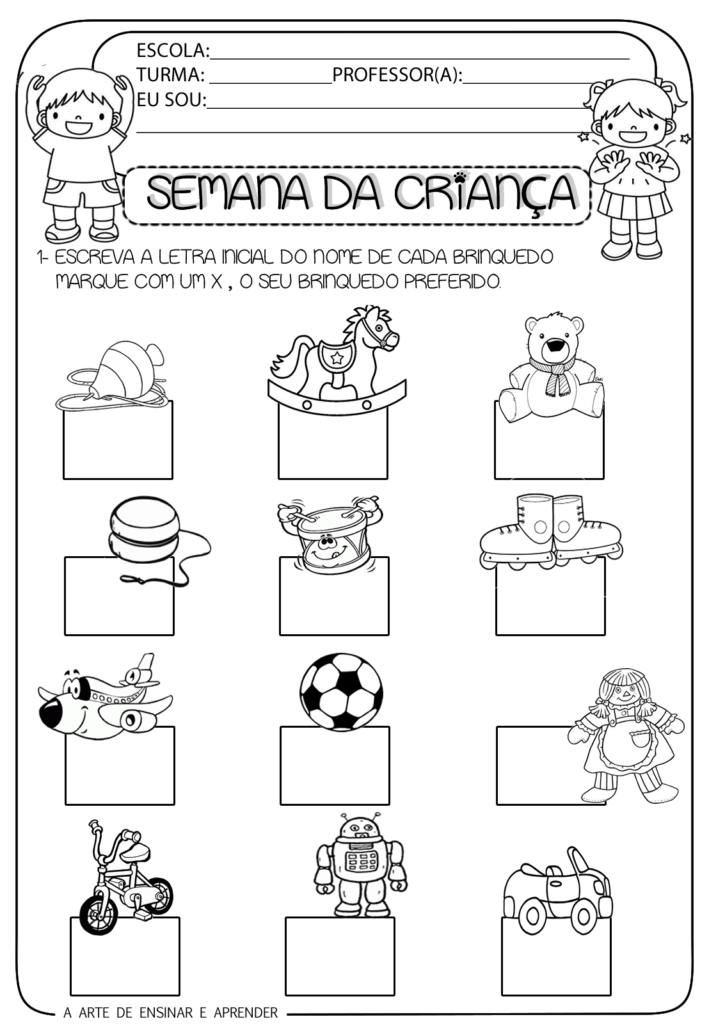 ESCOLA:
TURMA: PROFESSOR(A):
EU SOU:
SEMANA DA CRIANÇA
1- ESCREVA A LETRA INICIAL DO NOME DE CADA BRINQUEDO
MARQUE COM UM X , O SEU BRINQUEDO PREFERIDO.
A ARTE DE ENSINAR E APRENDER